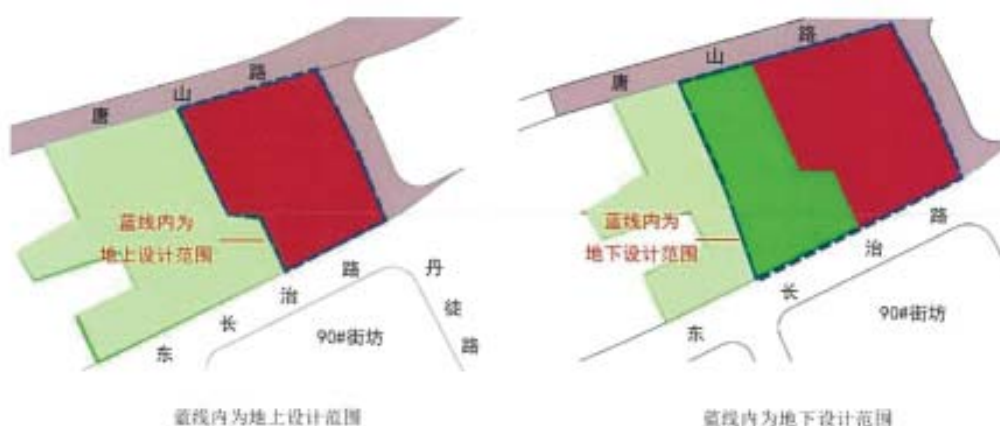 唐山路
蓝线内为
地上设计范围
东长治路
丹徒路
90#街坊
蓝线内为地上设计范围
唐山路
蓝线内为
地下设计范围
东长治路
90#街坊
蓝线内为地下设计范围